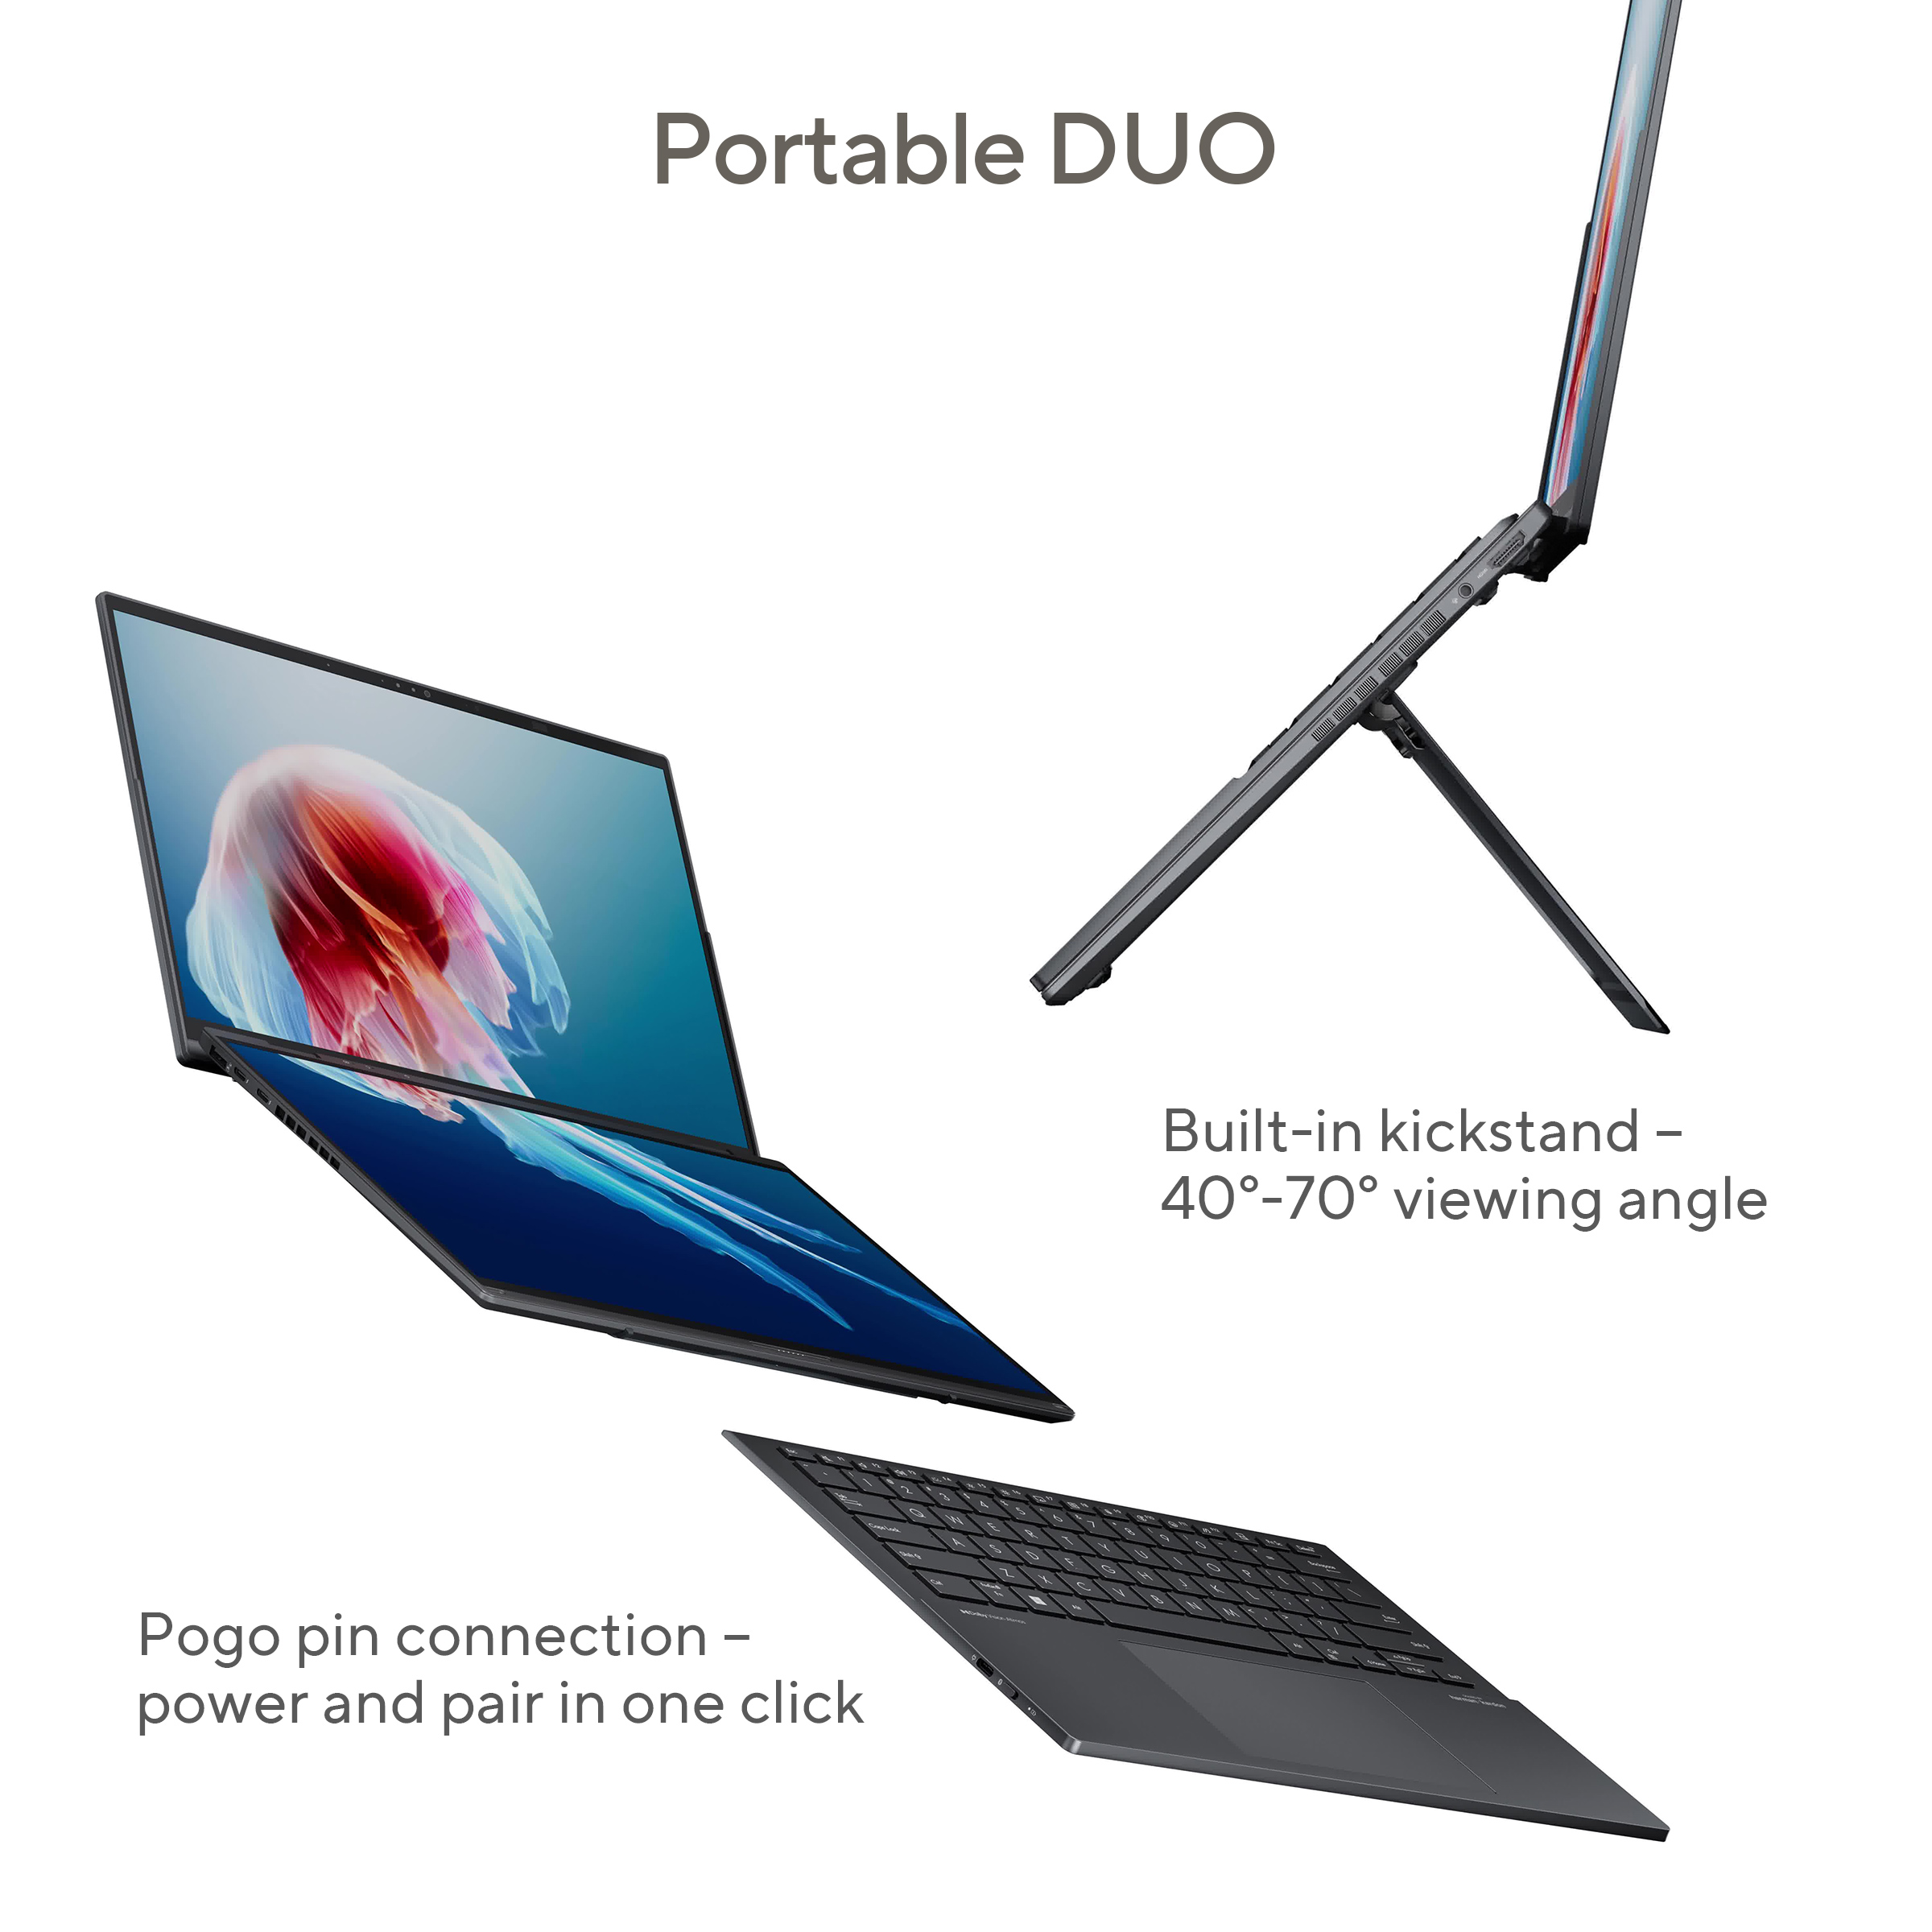 Portable DUO
Built-in kickstand –
40°-70° viewing angle
Pogo pin connection –
power and pair in one click